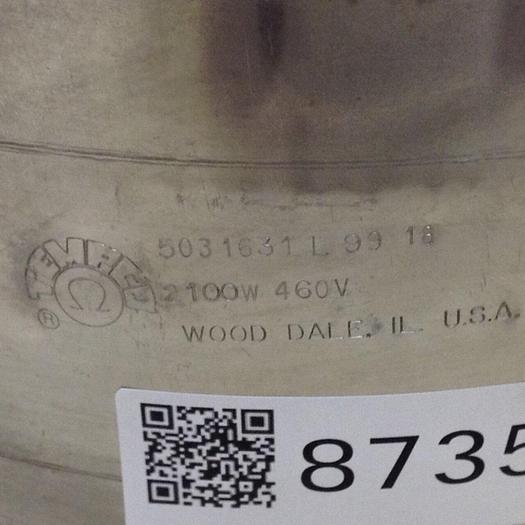 TEMPCO
Ω
®
5031631 L 99 18
2100W 460V
WOOD DALE, IL. U.S.A.
8735